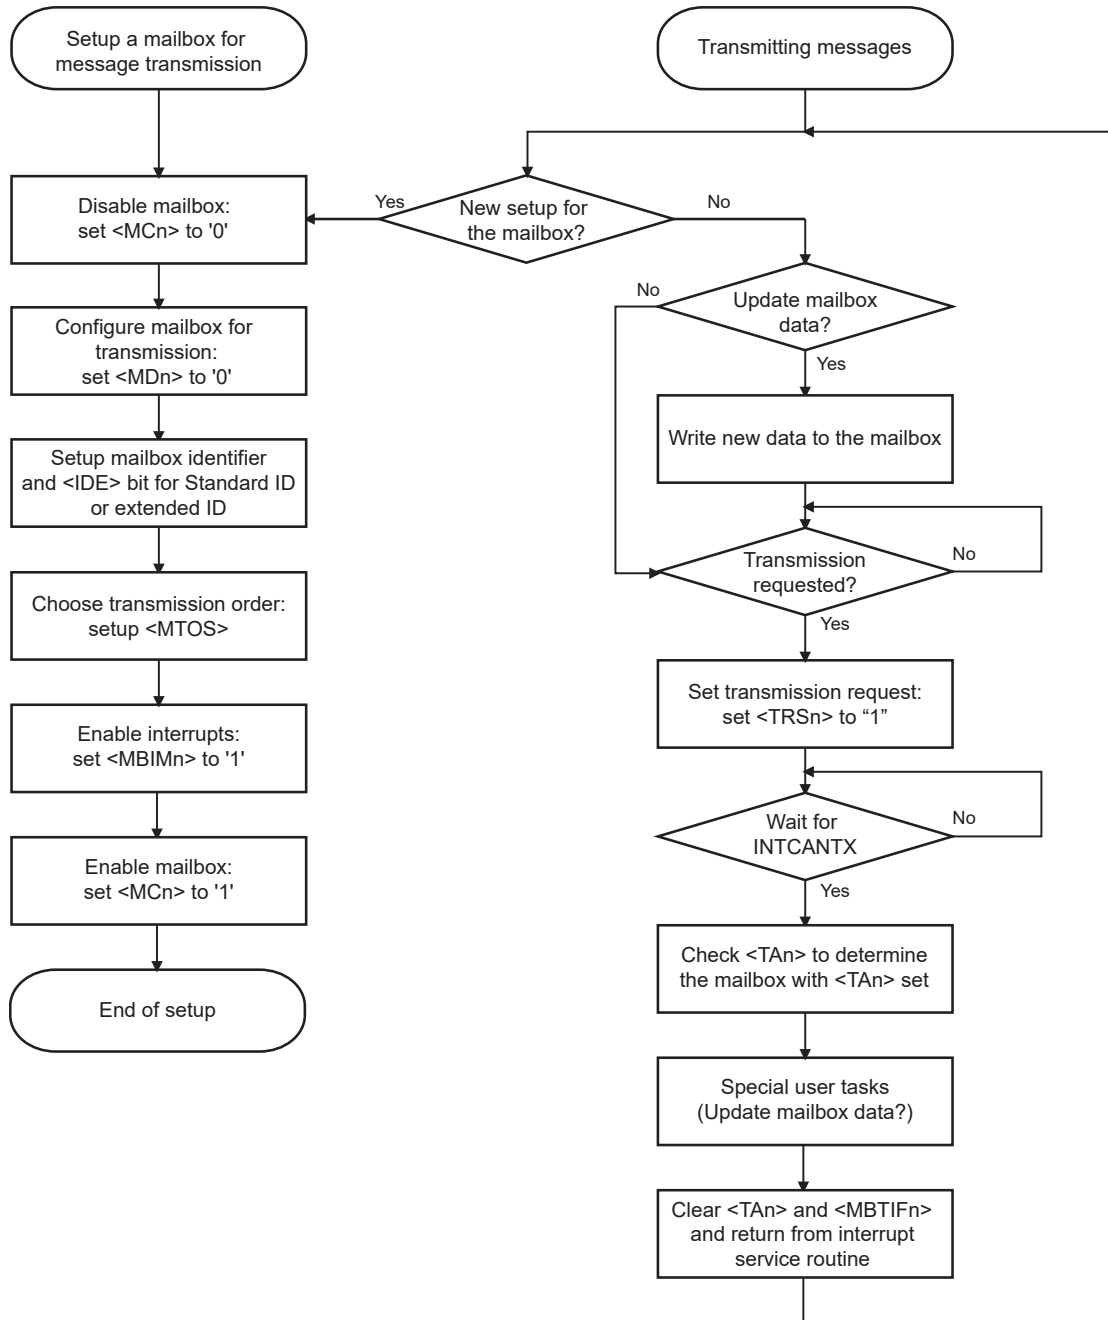 Setup a mailbox for
message transmission
Disable mailbox:
set <MCn> to '0'
Configure mailbox for
transmission:
set <MDn> to '0'
Setup mailbox identifier
and <IDE> bit for Standard ID
or extended ID
Choose transmission order:
setup <MTOS>
Enable interrupts:
set <MBIMn> to '1'
Enable mailbox:
set <MCn> to '1'
End of setup
Transmitting messages
Yes
New setup for
the mailbox?
No
No
Update mailbox
data?
Yes
Write new data to the mailbox
Transmission
requested?
No
Yes
Set transmission request:
set <TRSn> to “1”
Wait for
INTCANTX
No
Yes
Check <TAn> to determine
the mailbox with <TAn> set
Special user tasks
(Update mailbox data?)
Clear <TAn> and <MBTIFn>
and return from interrupt
service routine